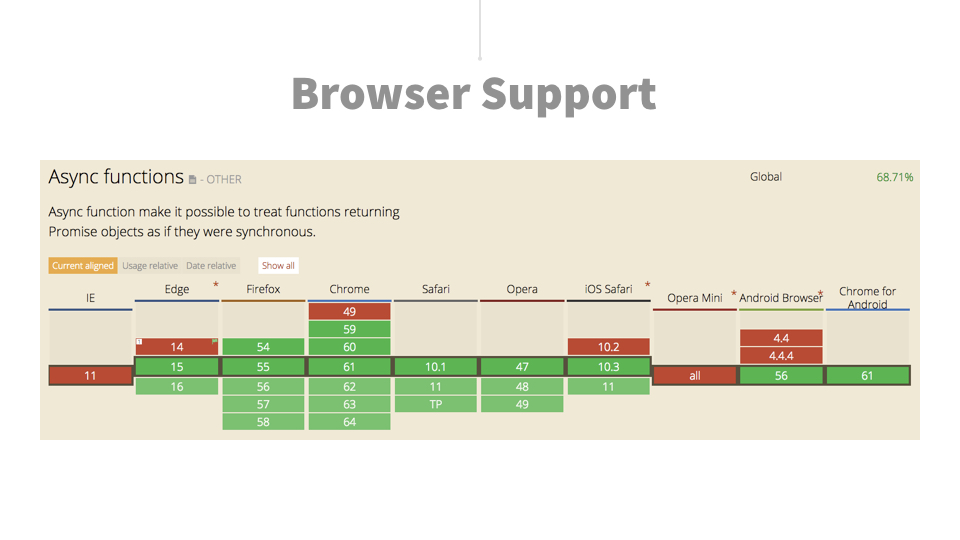 Browser Support
Async functions - OTHER
Global 68.71%
Async function make it possible to treat functions returning
Promise objects as if they were synchronous.
Current aligned Usage relative Date relative Show all
IE Edge * Firefox Chrome Safari Opera iOS Safari * Opera Mini * Android Browser * Chrome for
Android
49
59 4.4
14 54 60 10.2 4.4.4
11 15 55 61 10.1 47 10.3 all 56 61
16 56 62 11 48 11
57 63 TP 49
58 64